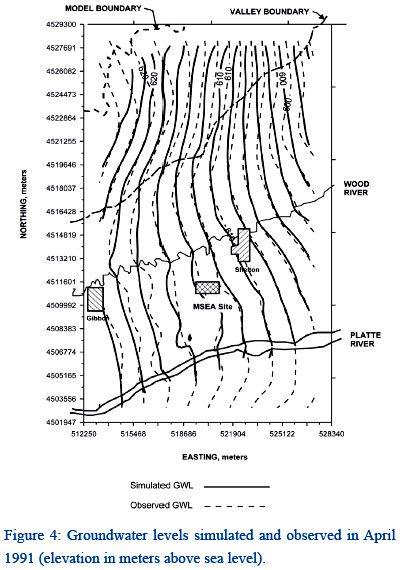 MODEL BOUNDARY
VALLEY BOUNDARY
4529300
4527691
4526082
4524473
4522864
4521255
4519646
4518037
4516428
4514819
4513210
4511601
4509992
4508383
4506774
4505165
4503556
4501947
NORTHING, meters
620
620
610
610
600
600
WOOD
RIVER
Shelton
MSEA Site
Gibbon
PLATTE
RIVER
512250 515468 518686 521904 525122 528340
EASTING, meters
Simulated GWL
Observed GWL
Figure 4: Groundwater levels simulated and observed in April
1991 (elevation in meters above sea level).